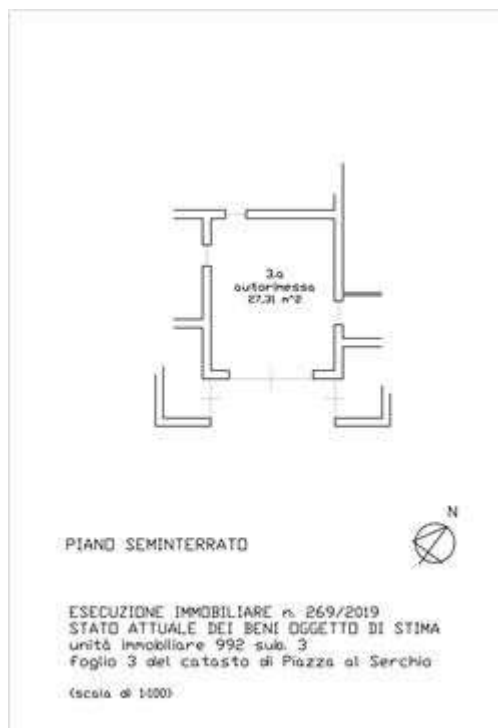 3.a
autorimessa
27.31 m^2
N
PIANO SEMINTERRATO
ESECUZIONE IMMOBILIARE n. 269/2019
STATO ATTUALE DEI BENI OGGETTO DI STIMA
unità immobiliare 992 sub. 3
Foglio 3 del catasto di Piazza al Serchio
(scala di 1:100)